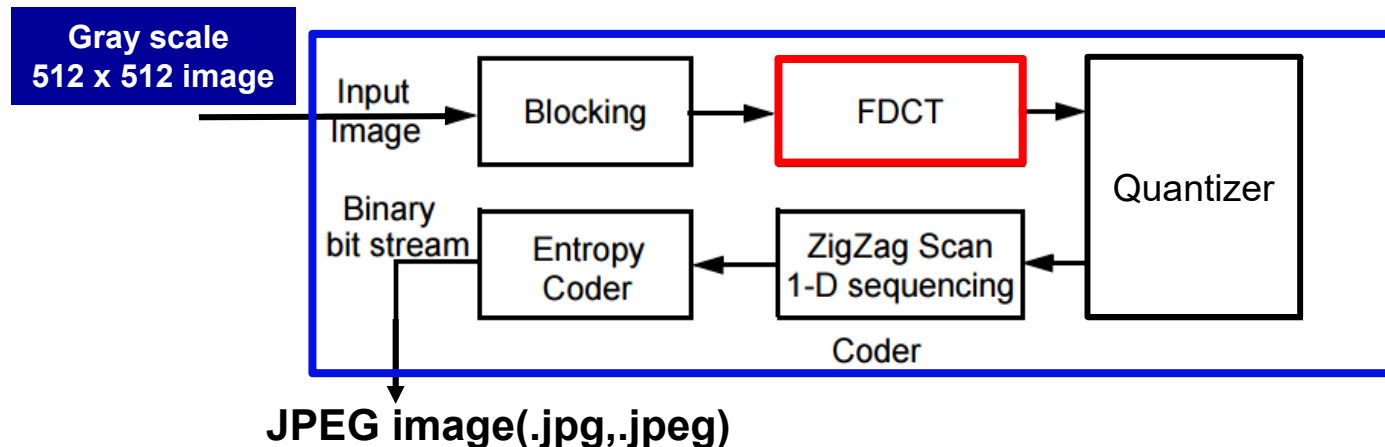 Gray scale
512 x 512 image
Input
Image
Blocking
FDCT
Quantizer
Binary
bit stream
Entropy
Coder
ZigZag Scan
1-D sequencing
Coder
JPEG image(.jpg,.jpeg)